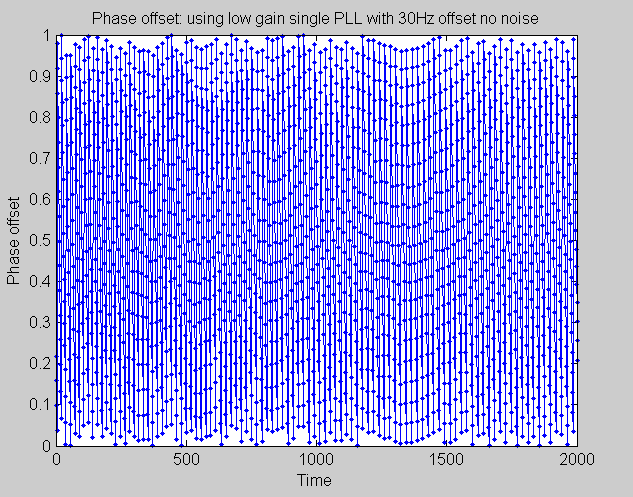 Phase offset: using low gain single PLL with 30Hz offset no noise
1
0.9
0.8
0.7
0.6
0.5
0.4
0.3
0.2
0.1
0
Phase offset
0 500 1000 1500 2000
Time